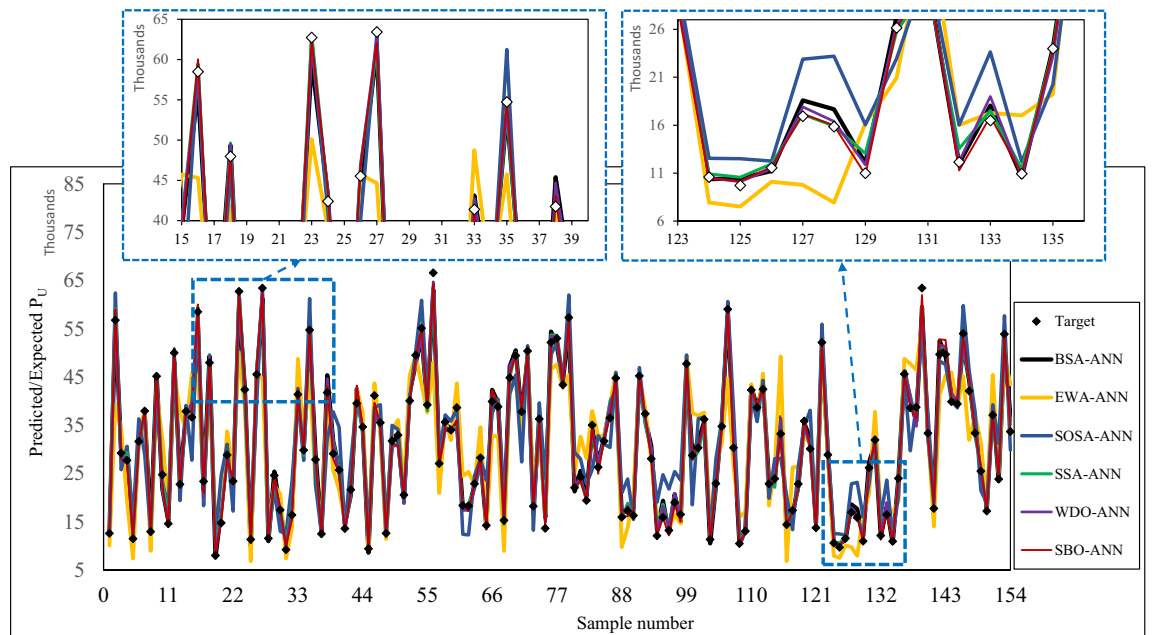 Thousands
65
60
55
50
45
40
15 17 19 21 23 25 27 29 31 33 35 37 39
Thousands
26
21
16
11
6
123 125 127 129 131 133 135
Predicted/Expected P_U
Thousands
85
75
65
55
45
35
25
15
5
0 11 22 33 44 55 66 77 88 99 110 121 132 143 154
Sample number
Target
BSA-ANN
EWA-ANN
SOSA-ANN
SSA-ANN
WDO-ANN
SBO-ANN